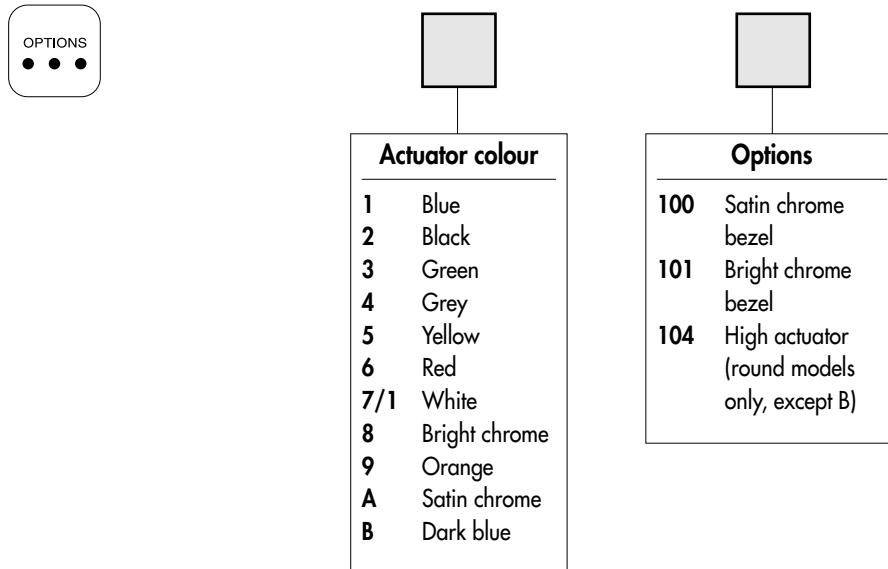 OPTIONS
Actuator colour
1 Blue
2 Black
3 Green
4 Grey
5 Yellow
6 Red
7/1 White
8 Bright chrome
9 Orange
A Satin chrome
B Dark blue
Options
100 Satin chrome
bezel
101 Bright chrome
bezel
104 High actuator
(round models
only, except B)